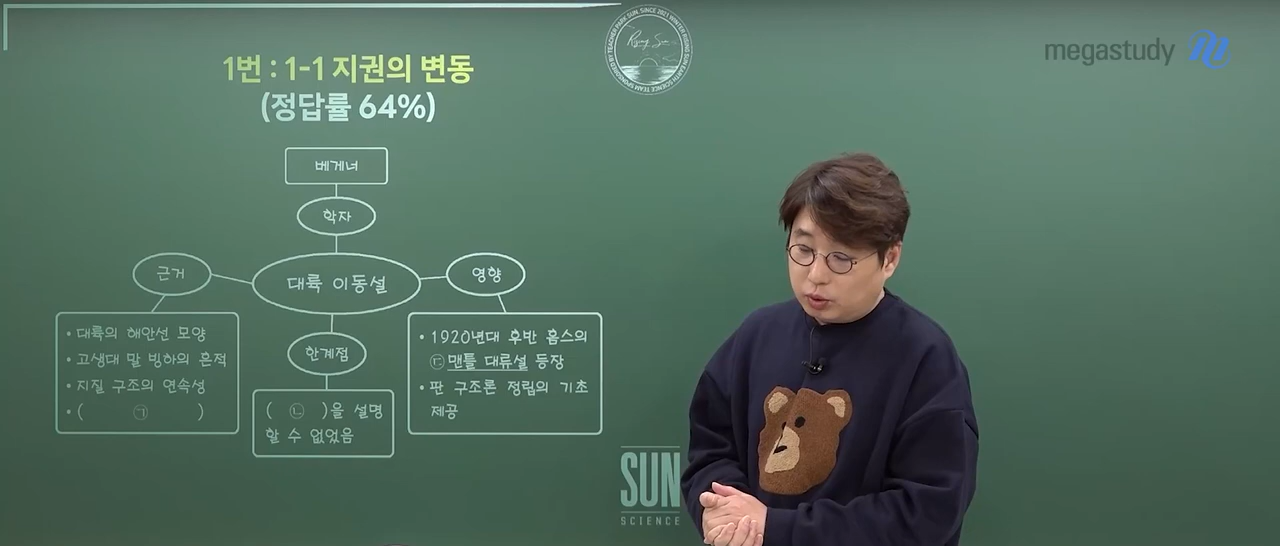 1번 : 1-1 지권의 변동
(정답률 64%)
megastudy
Rising Sun
베게너
학자
근거
대륙 이동설
영향
• 대륙의 해안선 모양
• 고생대 말 빙하의 흔적
• 지질 구조의 연속성
• ( ㉠ )
한계점
( ㉡ )을 설명
할 수 없었음
• 1920년대 후반 홈스의
㉢맨틀 대류설 등장
• 판 구조론 정립의 기초
제공
SUN
SCIENCE